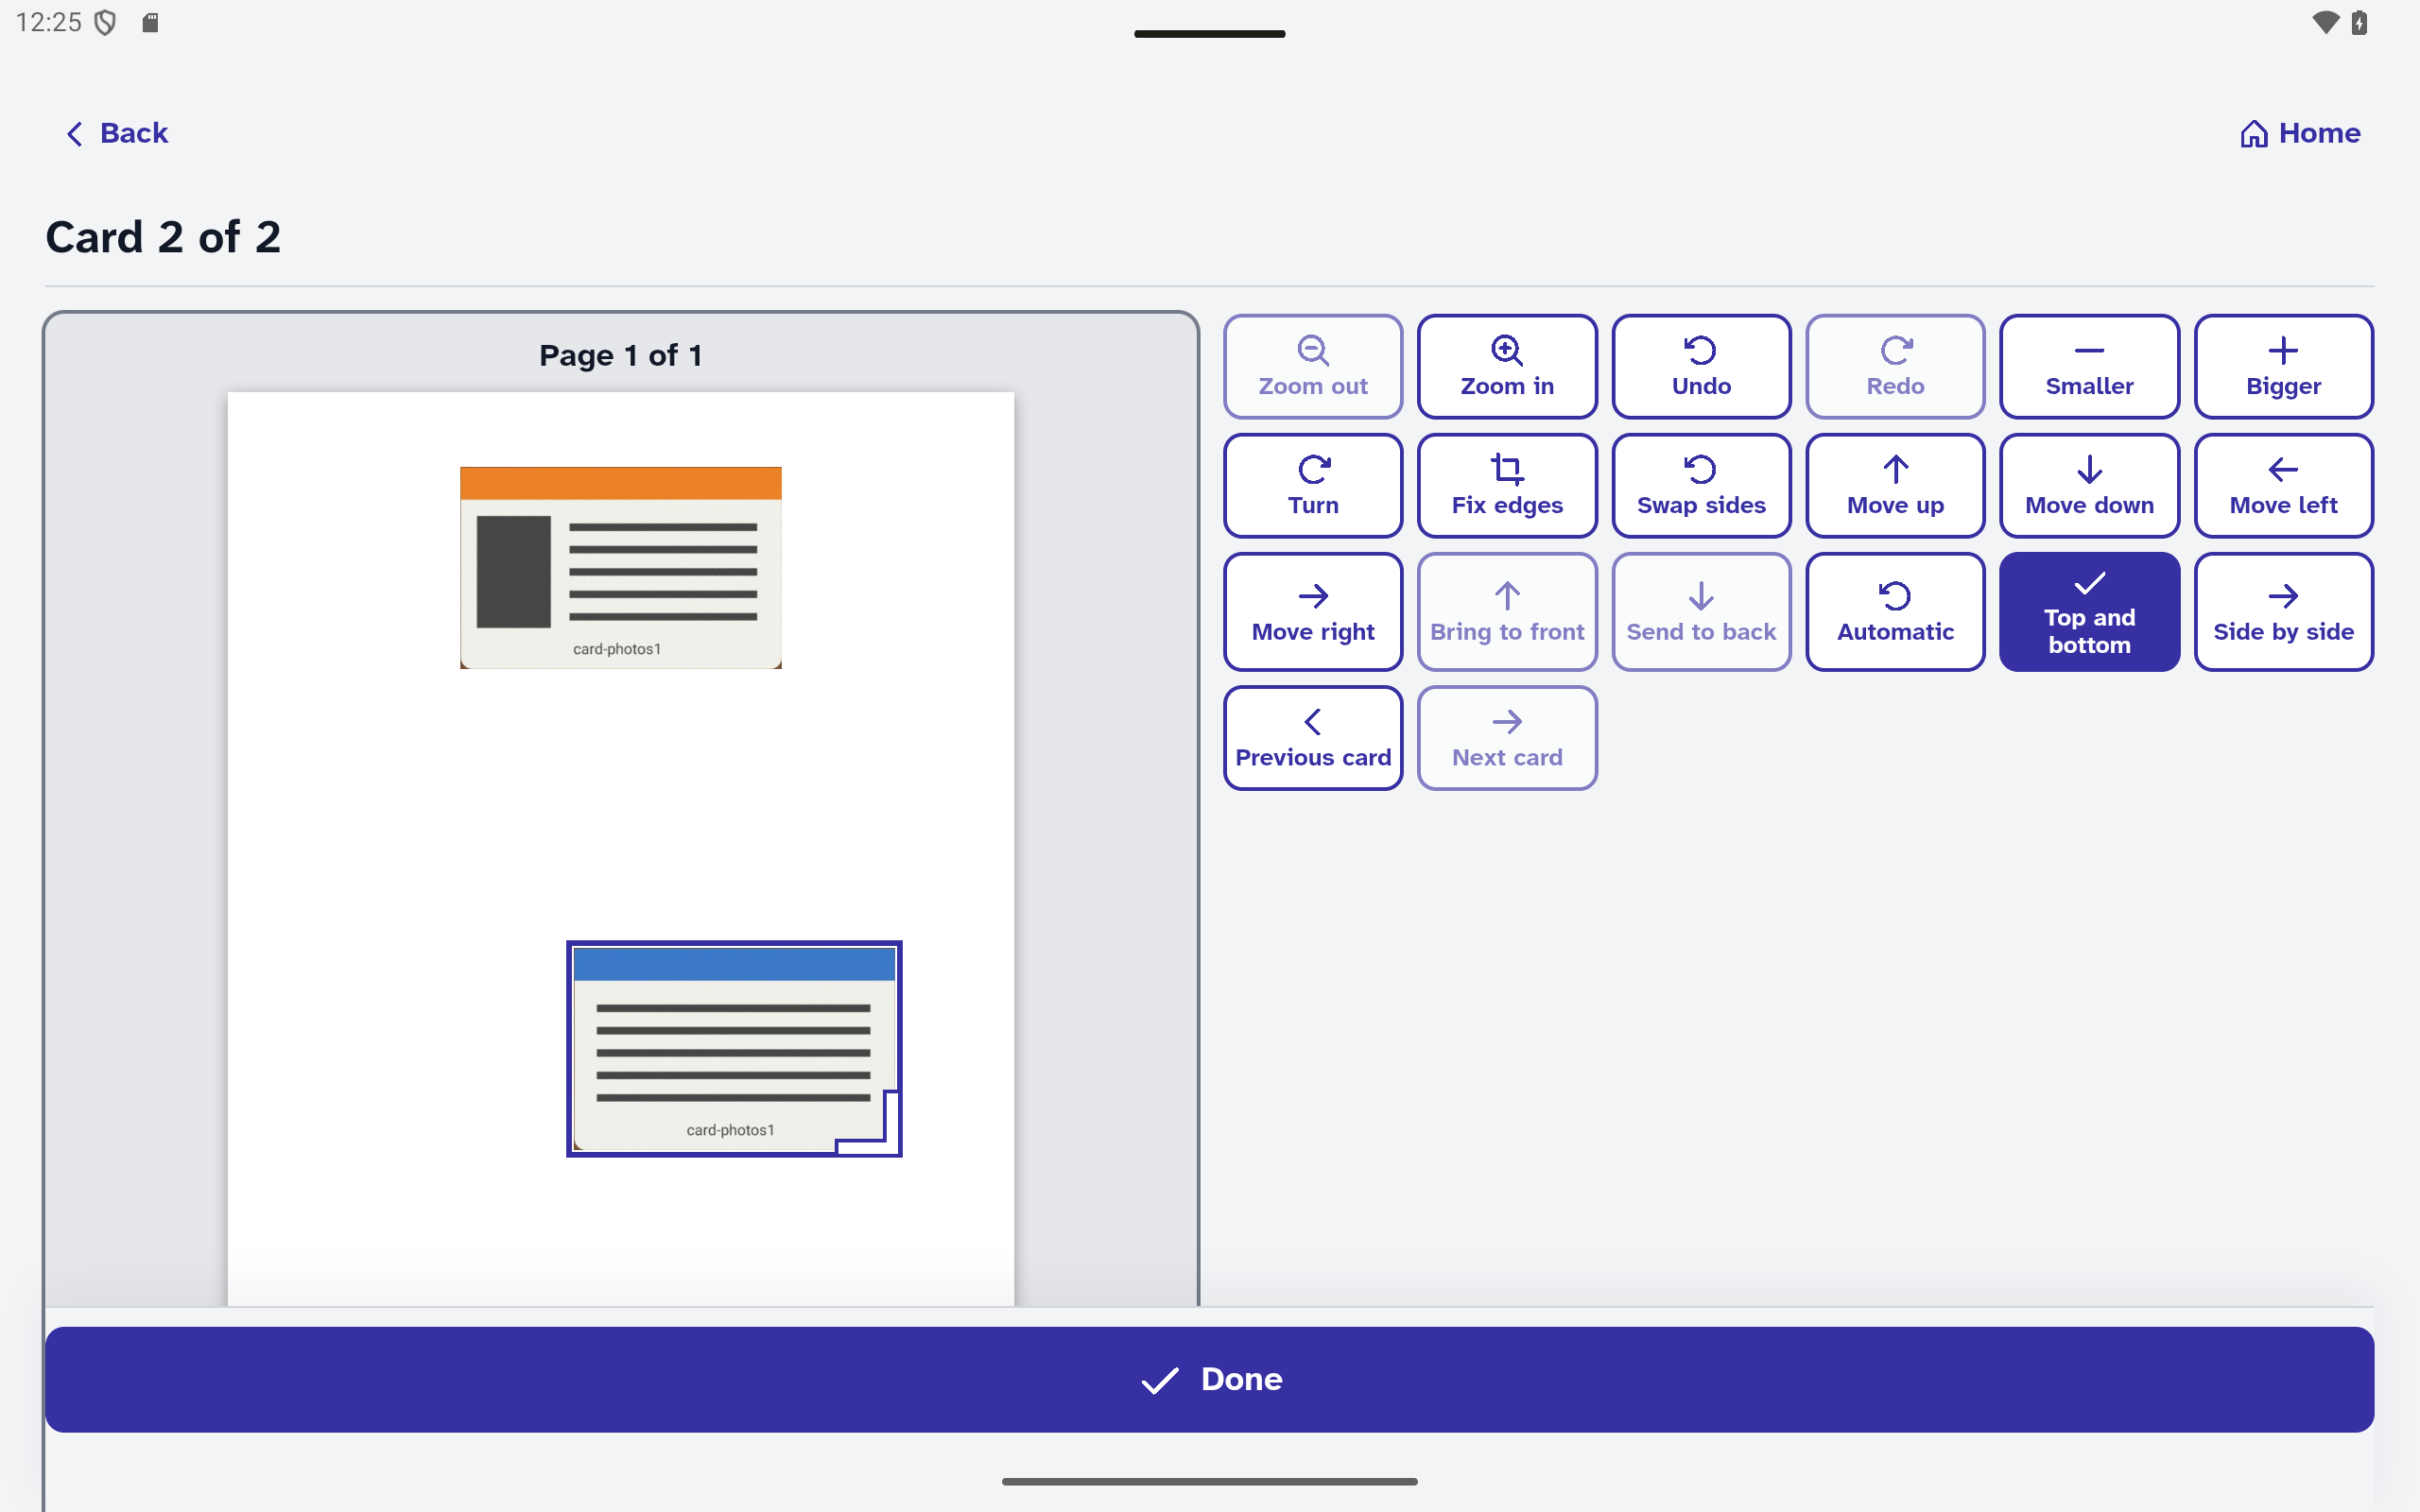 12:25
Back
Home
Card 2 of 2
Page 1 of 1
card-photos1
card-photos1
Zoom out
Zoom in
Undo
Redo
Smaller
Bigger
Turn
Fix edges
Swap sides
Move up
Move down
Move left
Move right
Bring to front
Send to back
Automatic
Top and
bottom
Side by side
Previous card
Next card
Done